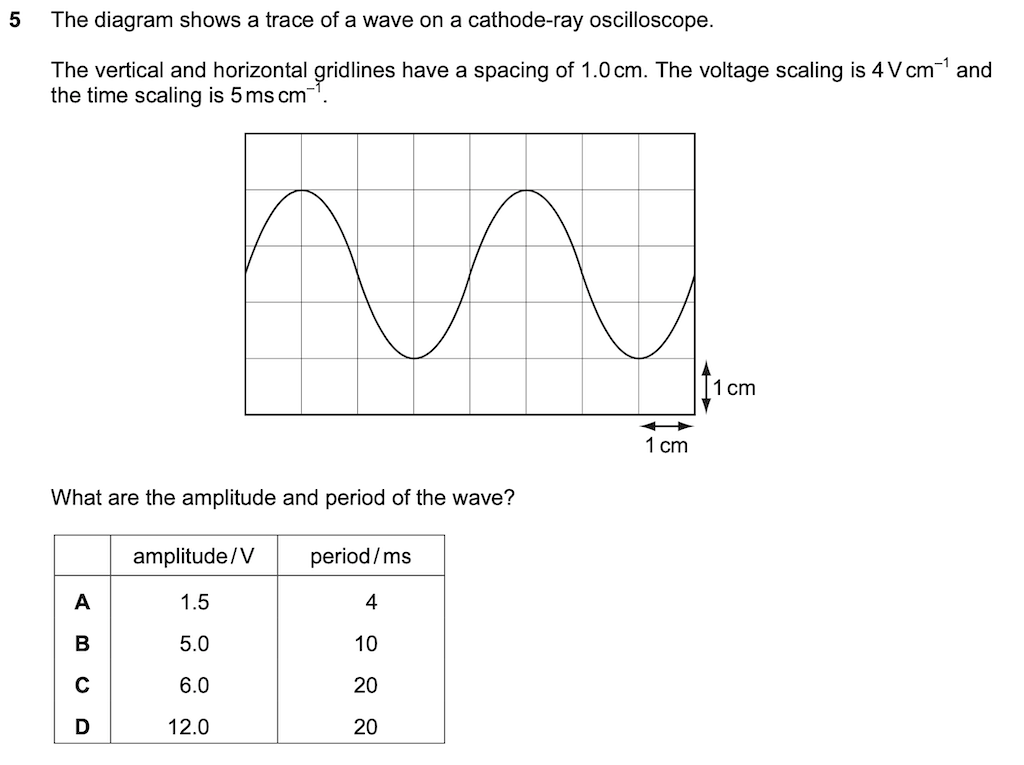 5 The diagram shows a trace of a wave on a cathode-ray oscilloscope.
The vertical and horizontal gridlines have a spacing of 1.0 cm. The voltage scaling is 4 V cm⁻¹ and
the time scaling is 5 ms cm⁻¹.
1 cm
1 cm
What are the amplitude and period of the wave?
amplitude / V period / ms
A 1.5 4
B 5.0 10
C 6.0 20
D 12.0 20